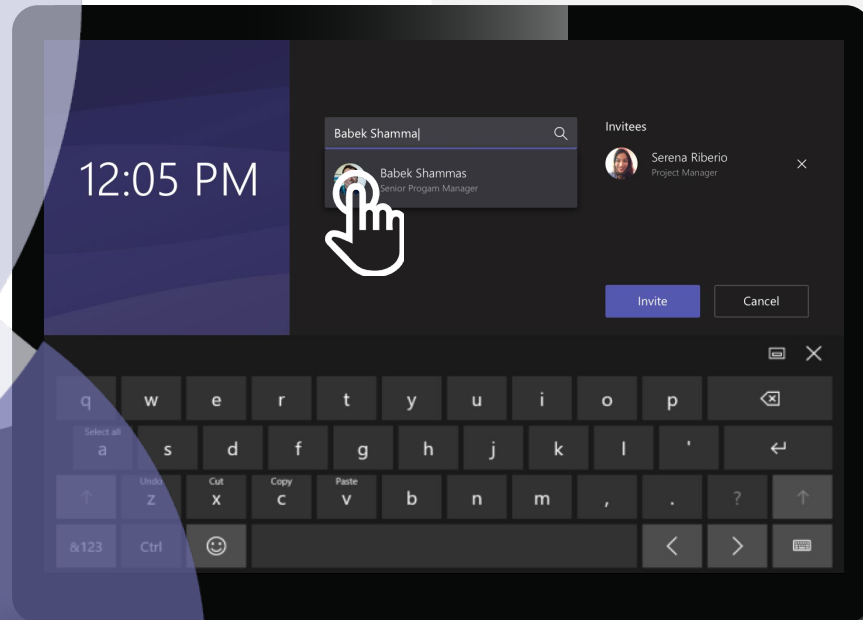 12:05 PM
Babek Shamma
Babek Shammas
Senior Progam Manager
Invitees
Serena Riberio
Project Manager
Invite
Cancel
q w e r t y u i o p
Select all
a s d f g h j k l '
Undo Cut Copy Paste
z x c v b n m , . ?
&123 Ctrl